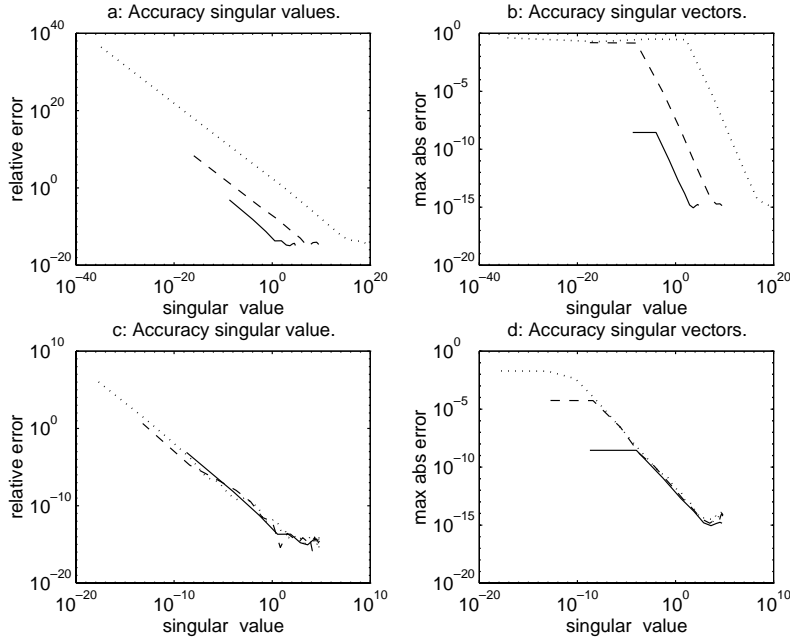 a: Accuracy singular values.
10^40
10^20
10^0
10^−20
relative error
10^−40
10^−20
10^0
10^20
singular value
b: Accuracy singular vectors.
10^0
10^−5
10^−10
10^−15
10^−20
max abs error
10^−40
10^−20
10^0
10^20
singular value
c: Accuracy singular value.
10^10
10^0
10^−10
10^−20
relative error
10^−20
10^−10
10^0
10^10
singular value
d: Accuracy singular vectors.
10^0
10^−5
10^−10
10^−15
10^−20
max abs error
10^−20
10^−10
10^0
10^10
singular value